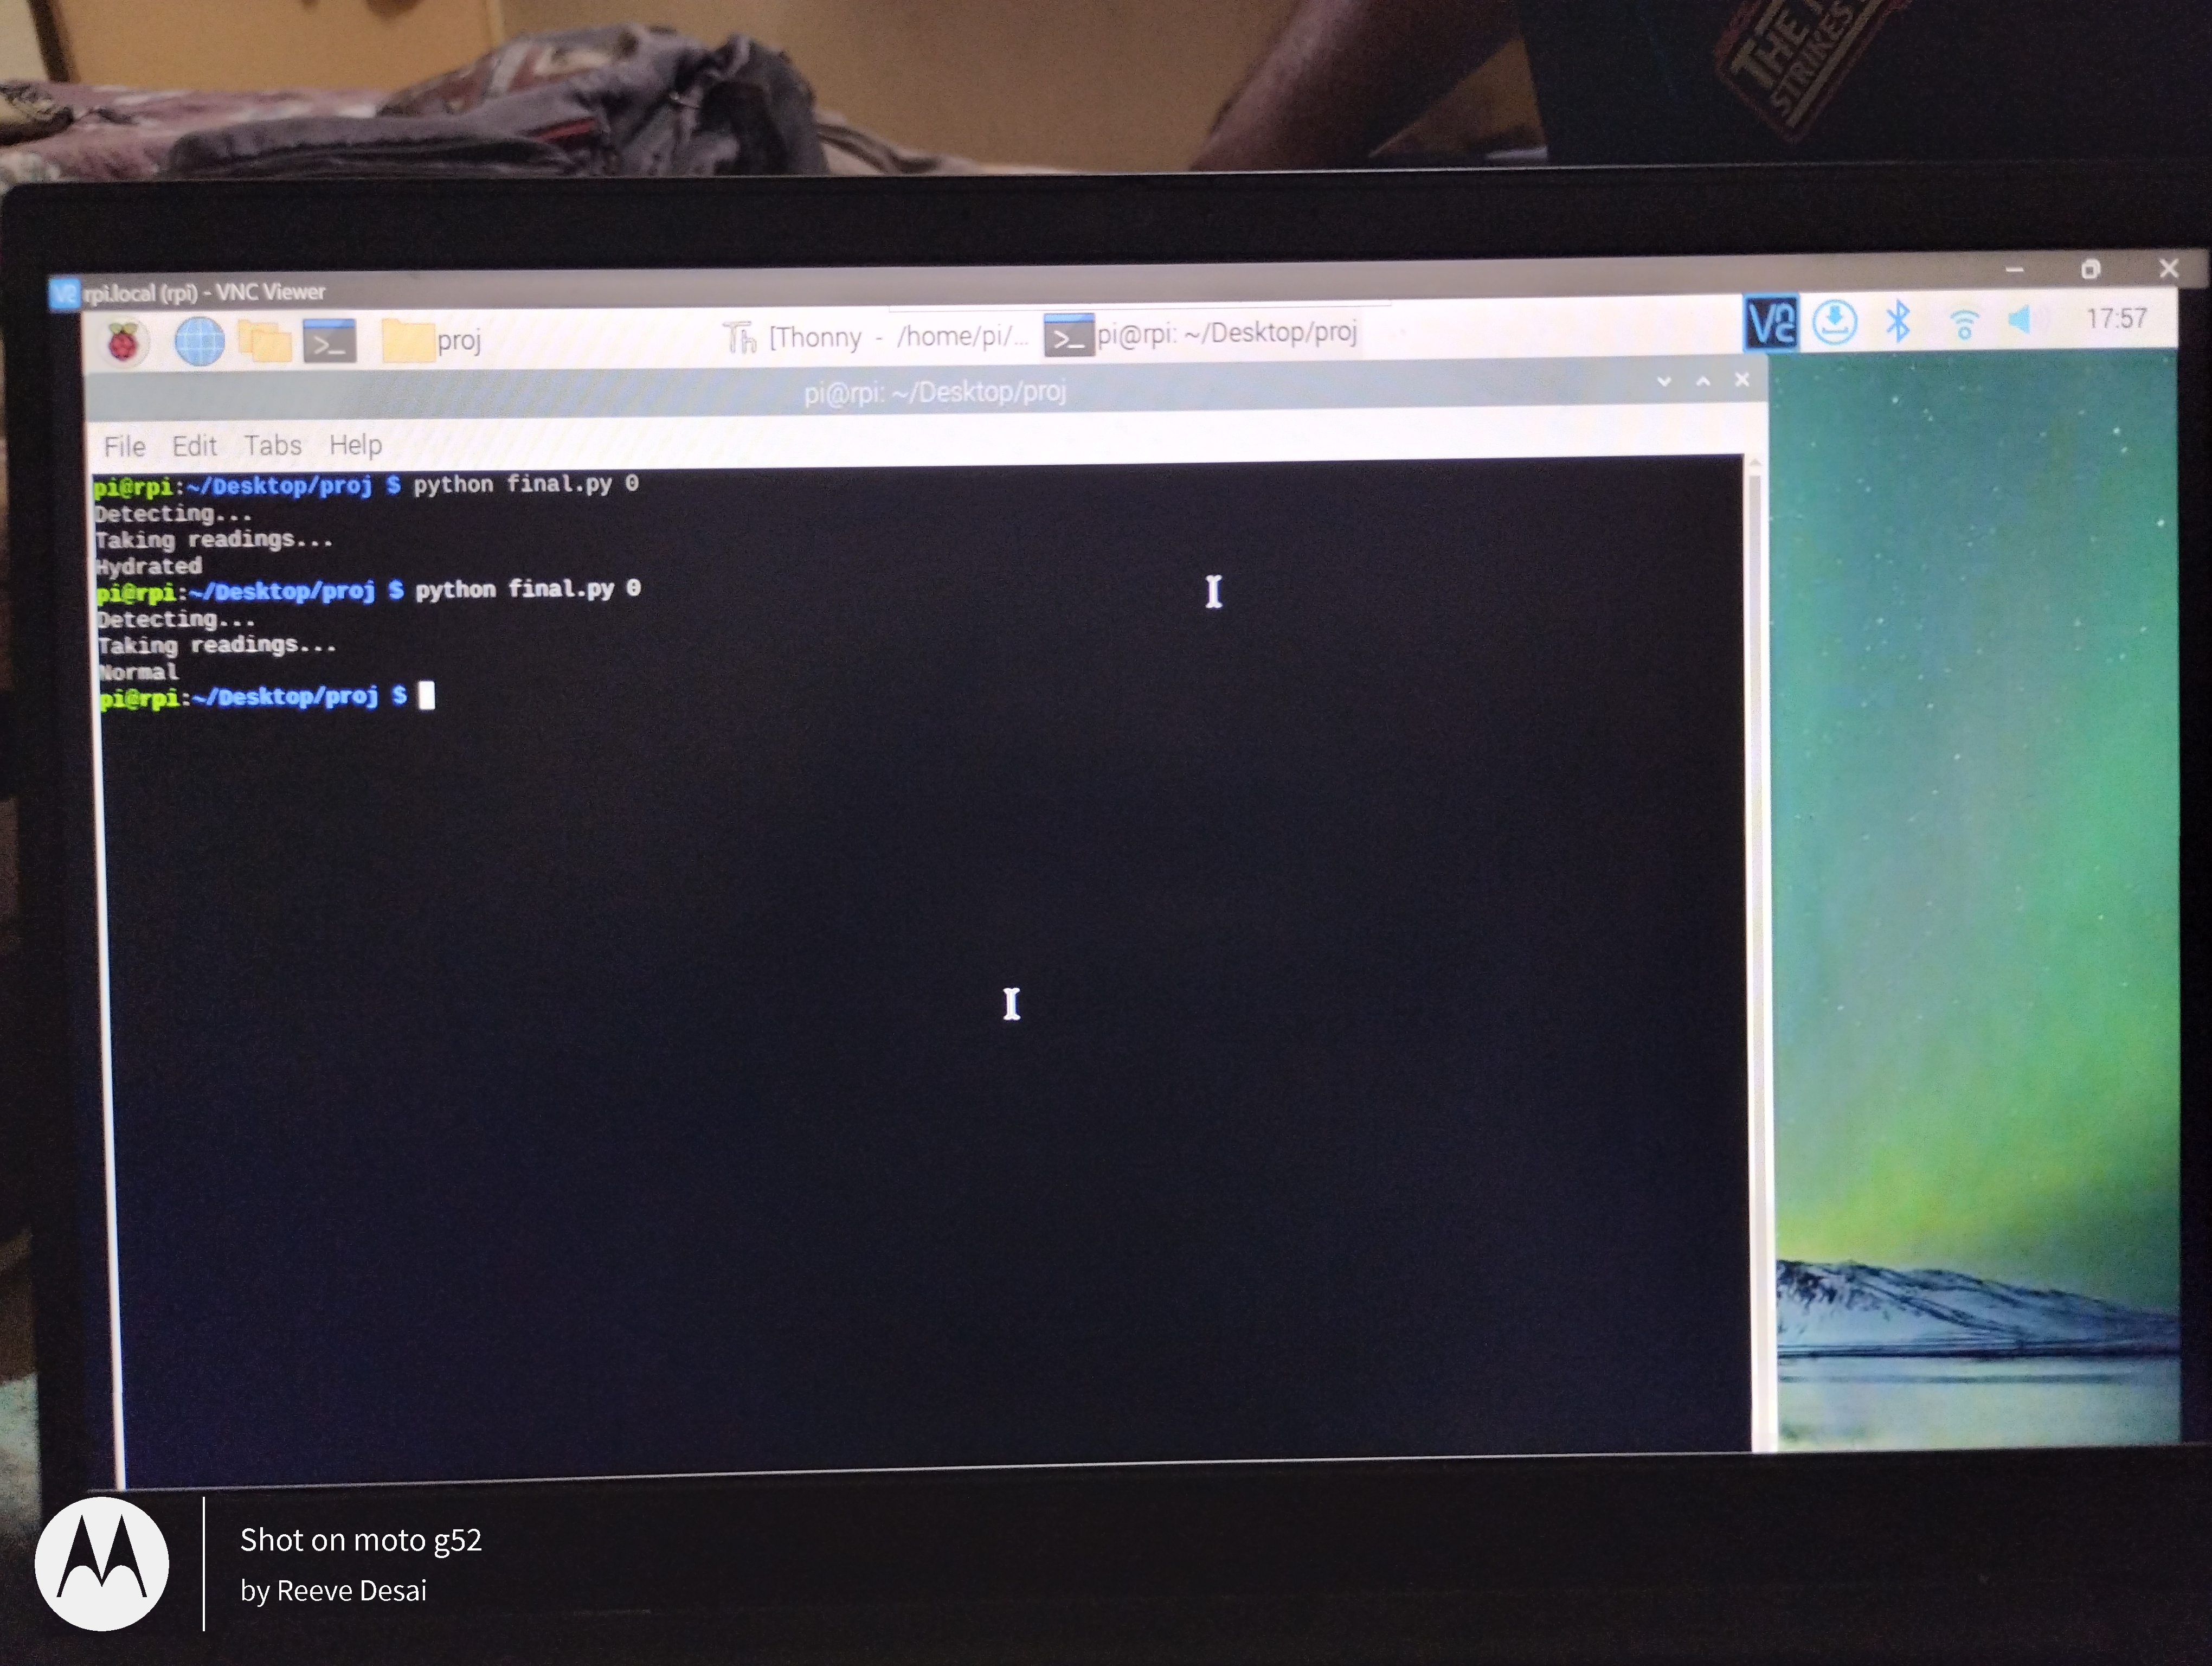 THE
STRIKES
rpi.local (rpi) - VNC Viewer
proj
[Thonny - /home/pi/...
pi@rpi: ~/Desktop/proj
17:57
pi@rpi: ~/Desktop/proj
File Edit Tabs Help
pi@rpi:~/Desktop/proj $ python final.py 0
Detecting...
Taking readings...
Hydrated
pi@rpi:~/Desktop/proj $ python final.py 0
Detecting...
Taking readings...
Normal
pi@rpi:~/Desktop/proj $
Shot on moto g52
by Reeve Desai